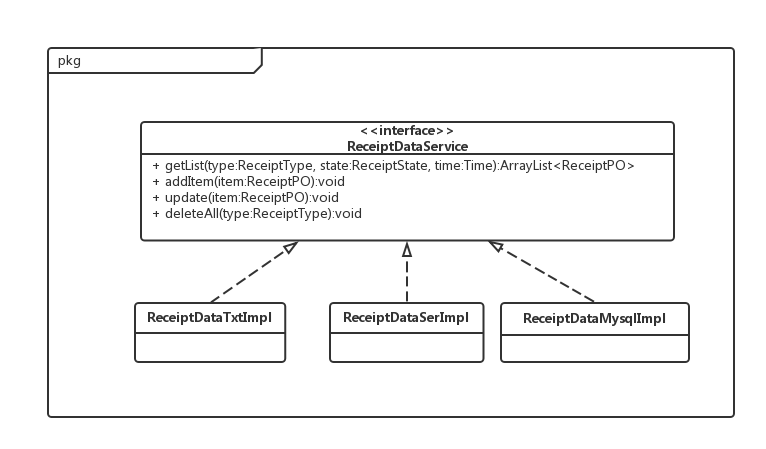 pkg
<<interface>>
ReceiptDataService
+ getList(type:ReceiptType, state:ReceiptState, time:Time):ArrayList<ReceiptPO>
+ addItem(item:ReceiptPO):void
+ update(item:ReceiptPO):void
+ deleteAll(type:ReceiptType):void
ReceiptDataTxtImpl
ReceiptDataSerImpl
ReceiptDataMysqlImpl